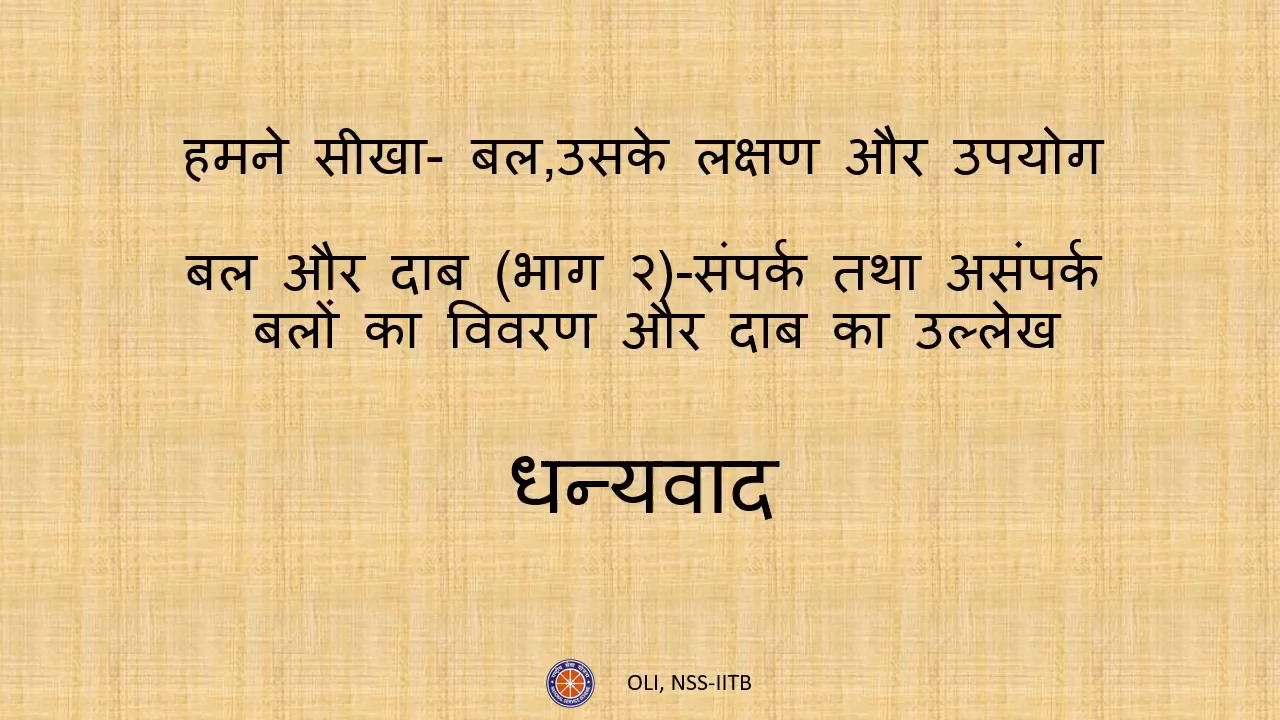 हमने सीखा- बल,उसके लक्षण और उपयोग
बल और दाब (भाग २)-संपर्क तथा असंपर्क
बलों का विवरण और दाब का उल्लेख
धन्यवाद
OLI, NSS-IITB